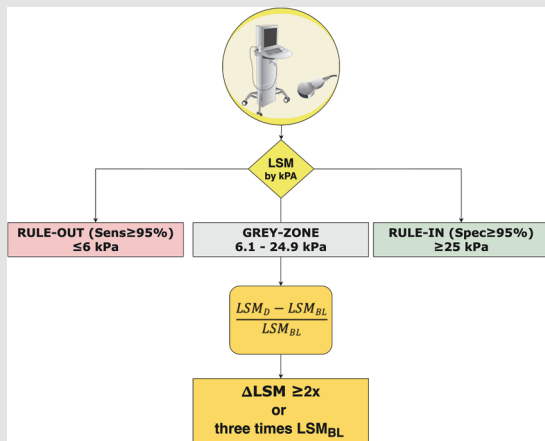 LSM
by kPA
RULE-OUT (Sens≥95%)
≤6 kPa
GREY-ZONE
6.1 - 24.9 kPa
RULE-IN (Spec≥95%)
≥25 kPa
LSM_D − LSM_BL
LSM_BL
ΔLSM ≥2x
or
three times LSM_BL